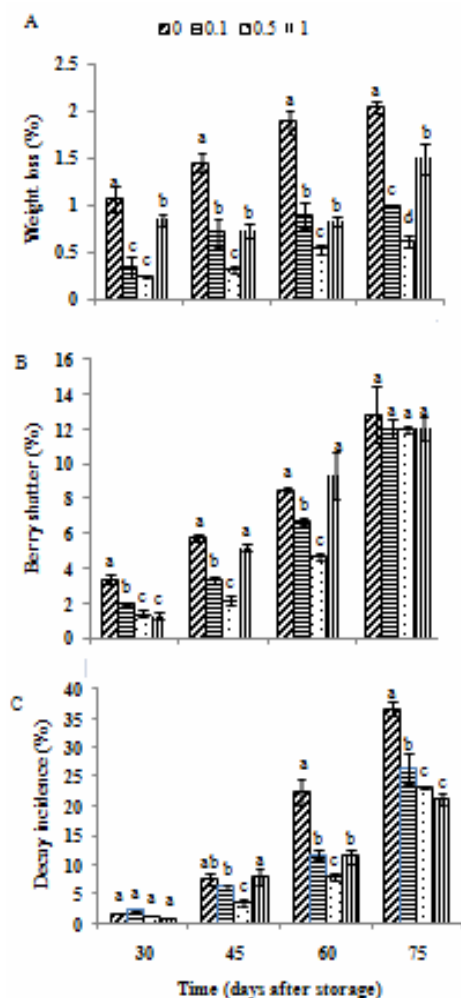 A
0 0.1 0.5 1
Weight loss (%)
2.5
2
1.5
1
0.5
0
a c c b
a b c b
a b c b
a c d b
B
Berry shatter (%)
16
14
12
10
8
6
4
2
0
a b c c
a b c a
a b c a
a a a a
C
Decay incidence (%)
40
35
30
25
20
15
10
5
0
a a a a
ab b c a
a b c b
a b c c
30 45 60 75
Time (days after storage)